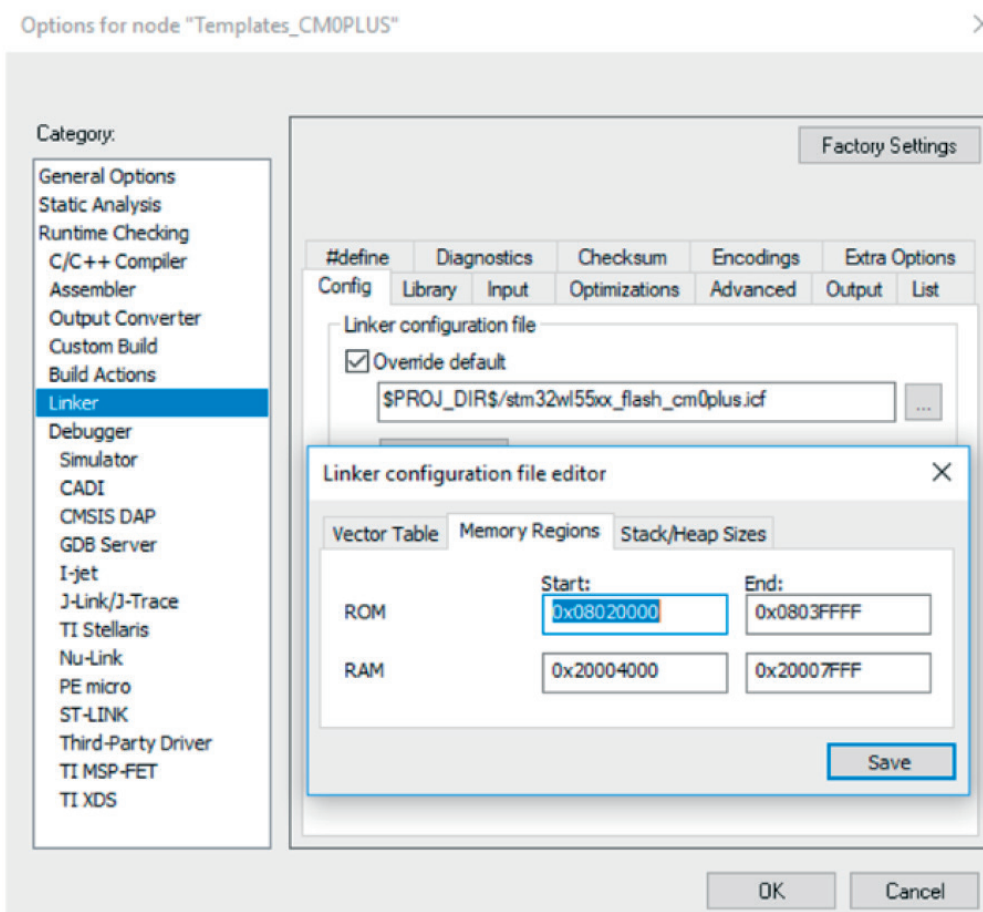 Options for node "Templates_CM0PLUS"
Category:
General Options
Static Analysis
Runtime Checking
C/C++ Compiler
Assembler
Output Converter
Custom Build
Build Actions
Linker
Debugger
Simulator
CADI
CMSIS DAP
GDB Server
I-jet
J-Link/J-Trace
TI Stellaris
Nu-Link
PE micro
ST-LINK
Third-Party Driver
TI MSP-FET
TI XDS
Factory Settings
#define Diagnostics Checksum Encodings Extra Options
Config Library Input Optimizations Advanced Output List
Linker configuration file
Override default
$PROJ_DIR$/stm32wl55xx_flash_cm0plus.icf
...
Linker configuration file editor
Vector Table Memory Regions Stack/Heap Sizes
Start: End:
ROM 0x08020000 0x0803FFFF
RAM 0x20004000 0x20007FFF
Save
OK Cancel